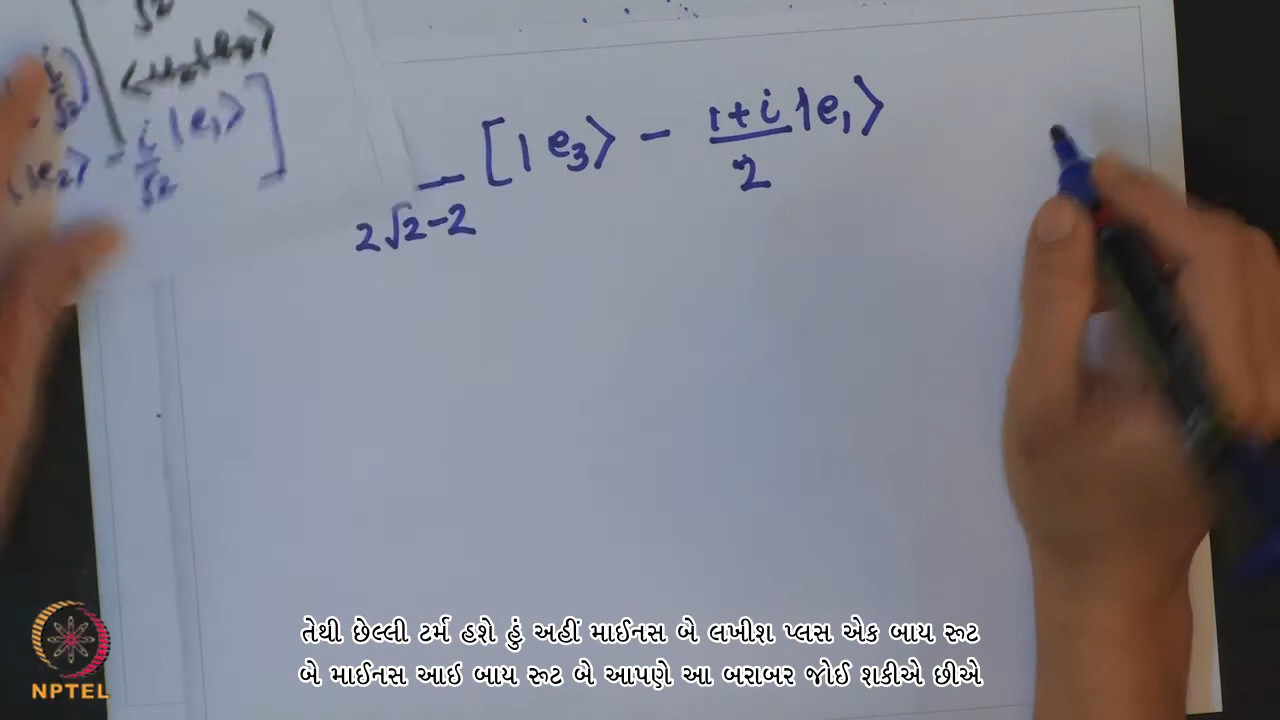 [|e₃⟩ - 1+i/2 |e₁⟩
2√2-2
|e₂⟩ - i/√2 |e₁⟩ ]
તેથી છેલ્લી ટર્મ હશે હું અહીં માઈનસ બે લખીશ પ્લસ એક બાય રૂટ
બે માઈનસ આઇ બાય રૂટ બે આપણે આ બરાબર જોઈ શકીએ છીએ
NPTEL